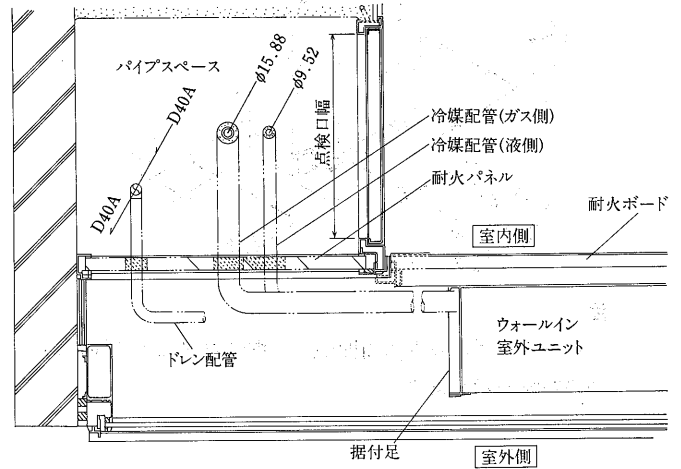 パイプスペース
D40A
D40A
φ15.88
φ9.52
点検口幅
冷媒配管(ガス側)
冷媒配管(液側)
耐火パネル
耐火ボード
室内側
ウォールイン
室外ユニット
ドレン配管
据付足
室外側